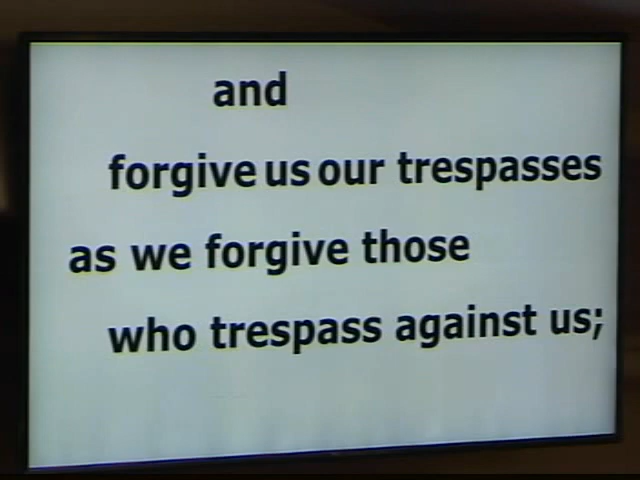 and
forgive us our trespasses
as we forgive those
who trespass against us;